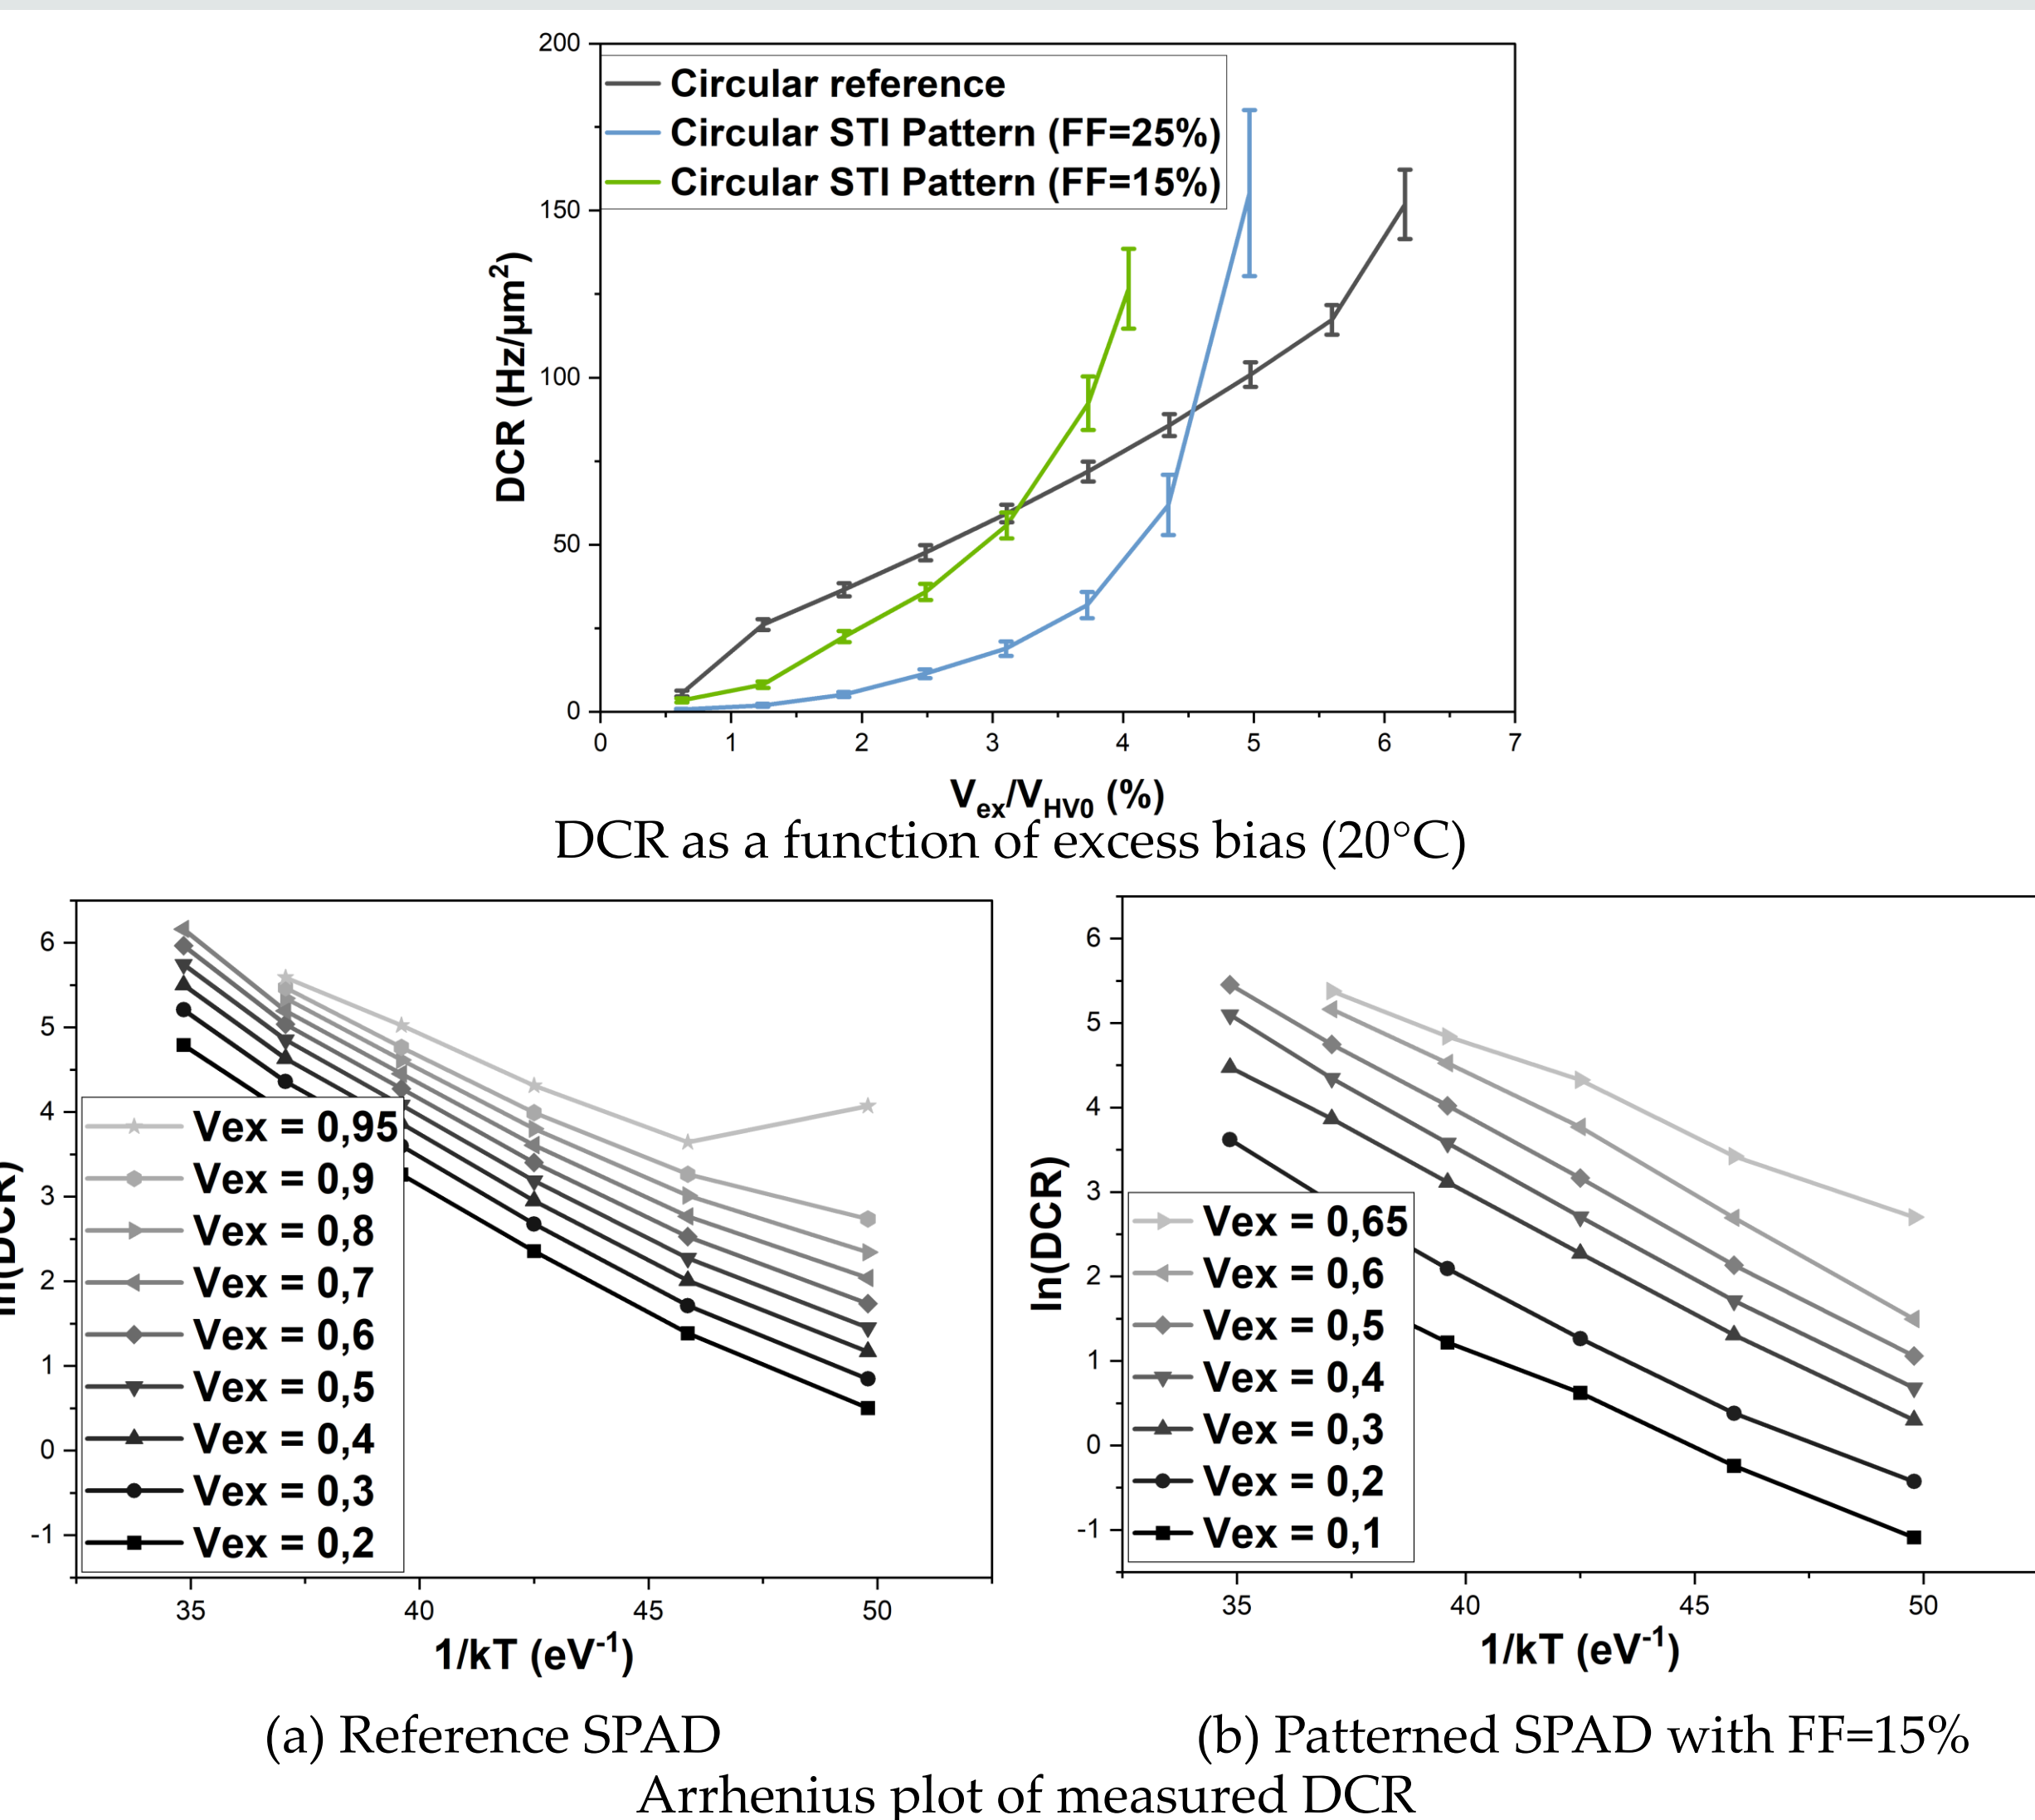 200
150
100
50
0
DCR (Hz/µm²)
Circular reference
Circular STI Pattern (FF=25%)
Circular STI Pattern (FF=15%)
0 1 2 3 4 5 6 7
Vex/VHV0 (%)
DCR as a function of excess bias (20°C)
6
5
4
3
2
1
0
-1
ln(DCR)
Vex = 0,95
Vex = 0,9
Vex = 0,8
Vex = 0,7
Vex = 0,6
Vex = 0,5
Vex = 0,4
Vex = 0,3
Vex = 0,2
35 40 45 50
1/kT (eV⁻¹)
(a) Reference SPAD
6
5
4
3
2
1
0
-1
ln(DCR)
Vex = 0,65
Vex = 0,6
Vex = 0,5
Vex = 0,4
Vex = 0,3
Vex = 0,2
Vex = 0,1
35 40 45 50
1/kT (eV⁻¹)
(b) Patterned SPAD with FF=15%
Arrhenius plot of measured DCR